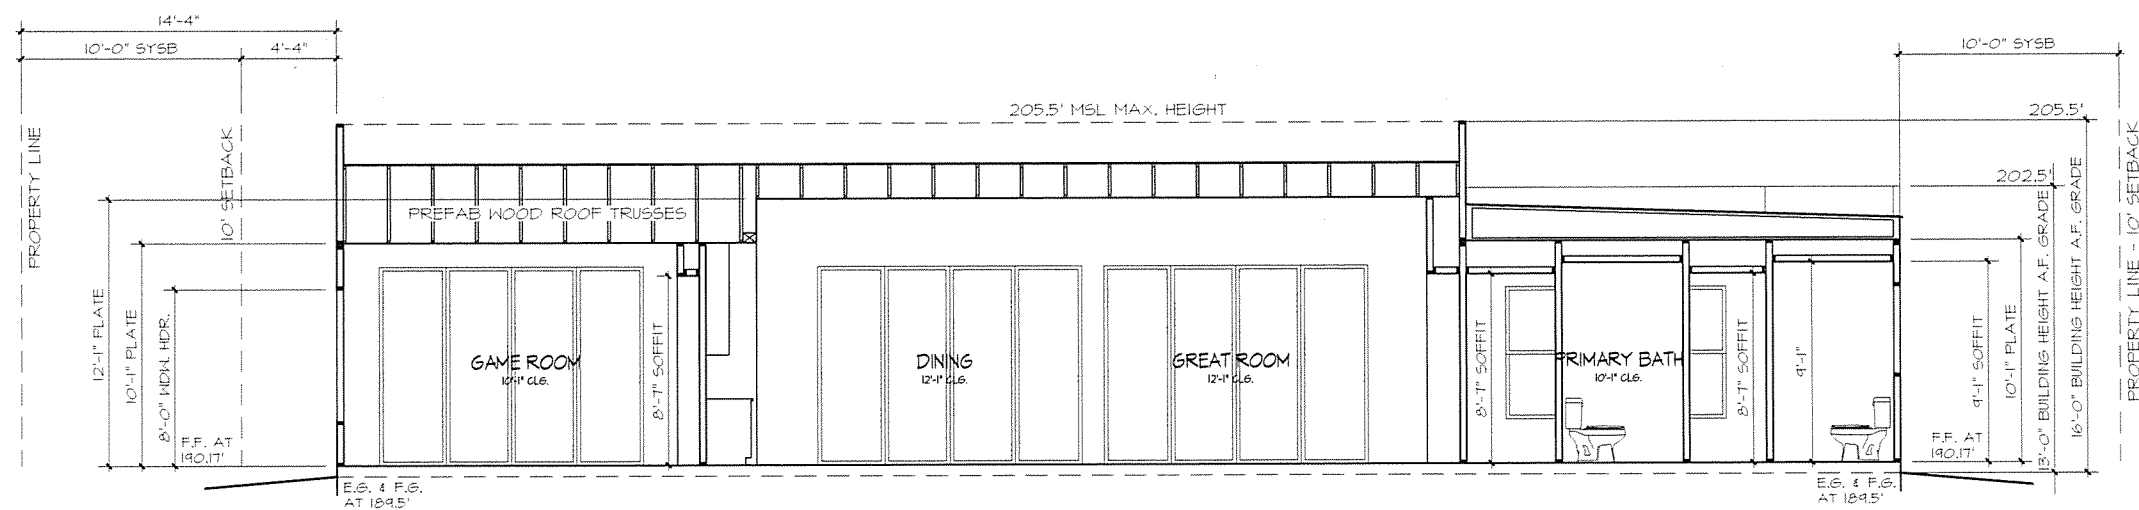 14'-4"
10'-0" SYSB
4'-4"
10'-0" SYSB
205.5' MSL MAX. HEIGHT
205.5'
202.5'
PROPERTY LINE
10' SETBACK
12'-1" PLATE
10'-1" PLATE
8'-0" WDW. HDR.
F.F. AT
190.17'
E.G. & F.G.
AT 189.5'
PREFAB WOOD ROOF TRUSSES
GAME ROOM
10'-1" CLG.
8'-7" SOFFIT
DINING
12'-1" CLG.
GREAT ROOM
12'-1" CLG.
8'-7" SOFFIT
PRIMARY BATH
10'-1" CLG.
8'-7" SOFFIT
9'-1"
9'-1" SOFFIT
10'-1" PLATE
13'-0" BUILDING HEIGHT A.F. GRADE
16'-0" BUILDING HEIGHT A.F. GRADE
PROPERTY LINE - 10' SETBACK
F.F. AT
190.17'
E.G. & F.G.
AT 189.5'